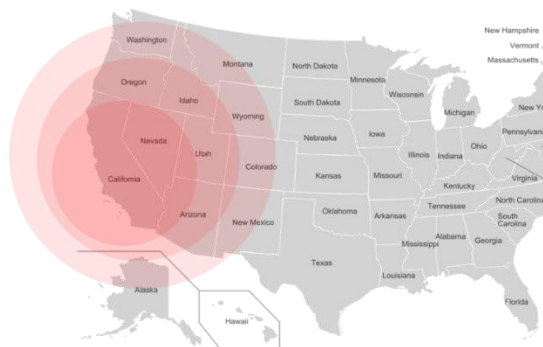 New Hampshire
Washington
Vermont
Montana
North Dakota
Minnesota
Massachusetts
Oregon
Idaho
South Dakota
Wisconsin
Michigan
New Yo
Wyoming
Nevada
Nebraska
Iowa
Pennsylvania
Utah
Illinois
Indiana
Ohio
Colorado
California
Kansas
Missouri
Virginia
Kentucky
Arizona
New Mexico
Oklahoma
Arkansas
Tennessee
North Carolina
South
Carolina
Mississippi
Alabama
Georgia
Texas
Louisiana
Alaska
Florida
Hawaii